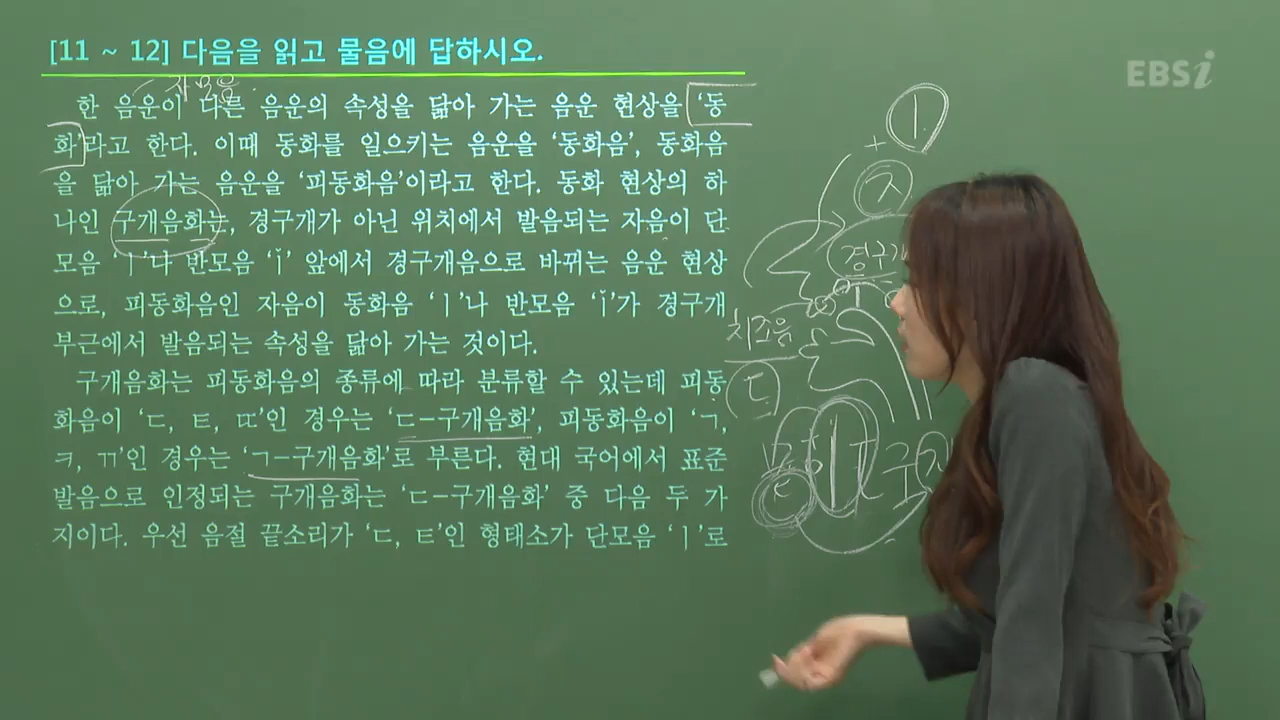 [11 ~ 12] 다음을 읽고 물음에 답하시오.
EBSi
자 모음
한 음운이 다른 음운의 속성을 닮아 가는 음운 현상을 ‘동
화’라고 한다. 이때 동화를 일으키는 음운을 ‘동화음’, 동화음
을 닮아 가는 음운을 ‘피동화음’이라고 한다. 동화 현상의 하
나인 구개음화는, 경구개가 아닌 위치에서 발음되는 자음이 단
모음 ‘ㅣ’나 반모음 ‘ĭ’ 앞에서 경구개음으로 바뀌는 음운 현상
으로, 피동화음인 자음이 동화음 ‘ㅣ’나 반모음 ‘ĭ’가 경구개
부근에서 발음되는 속성을 닮아 가는 것이다.
구개음화는 피동화음의 종류에 따라 분류할 수 있는데 피동
화음이 ‘ㄷ, ㅌ, ㄸ’인 경우는 ‘ㄷ-구개음화’, 피동화음이 ‘ㄱ,
ㅋ, ㄲ’인 경우는 ‘ㄱ-구개음화’로 부른다. 현대 국어에서 표준
발음으로 인정되는 구개음화는 ‘ㄷ-구개음화’ 중 다음 두 가
지이다. 우선 음절 끝소리가 ‘ㄷ, ㅌ’인 형태소가 단모음 ‘ㅣ’로
ㅣ
+
ㅈ
경구개
치조음
ㄷ